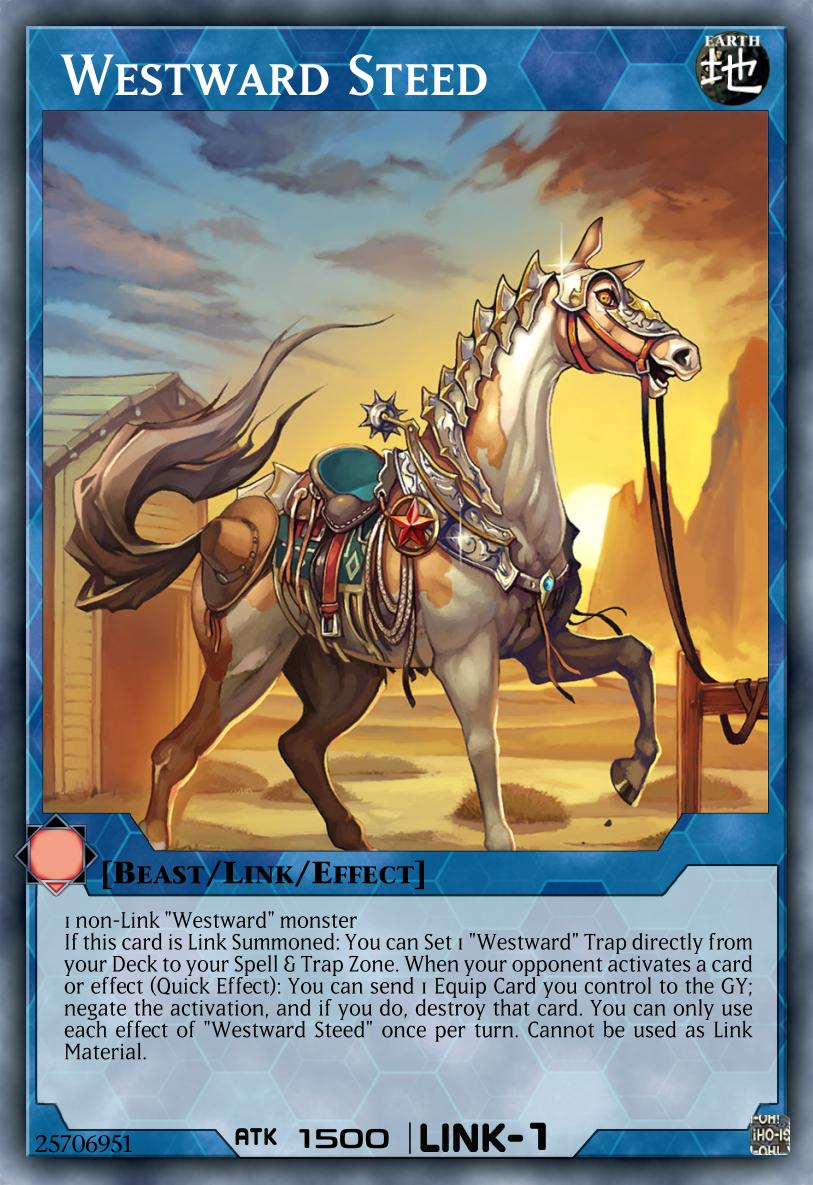 WESTWARD STEED
EARTH
地
[BEAST/LINK/EFFECT]
1 non-Link "Westward" monster
If this card is Link Summoned: You can Set 1 "Westward" Trap directly from
your Deck to your Spell & Trap Zone. When your opponent activates a card
or effect (Quick Effect): You can send 1 Equip Card you control to the GY;
negate the activation, and if you do, destroy that card. You can only use
each effect of "Westward Steed" once per turn. Cannot be used as Link
Material.
25706951
ATK 1500 LINK-1